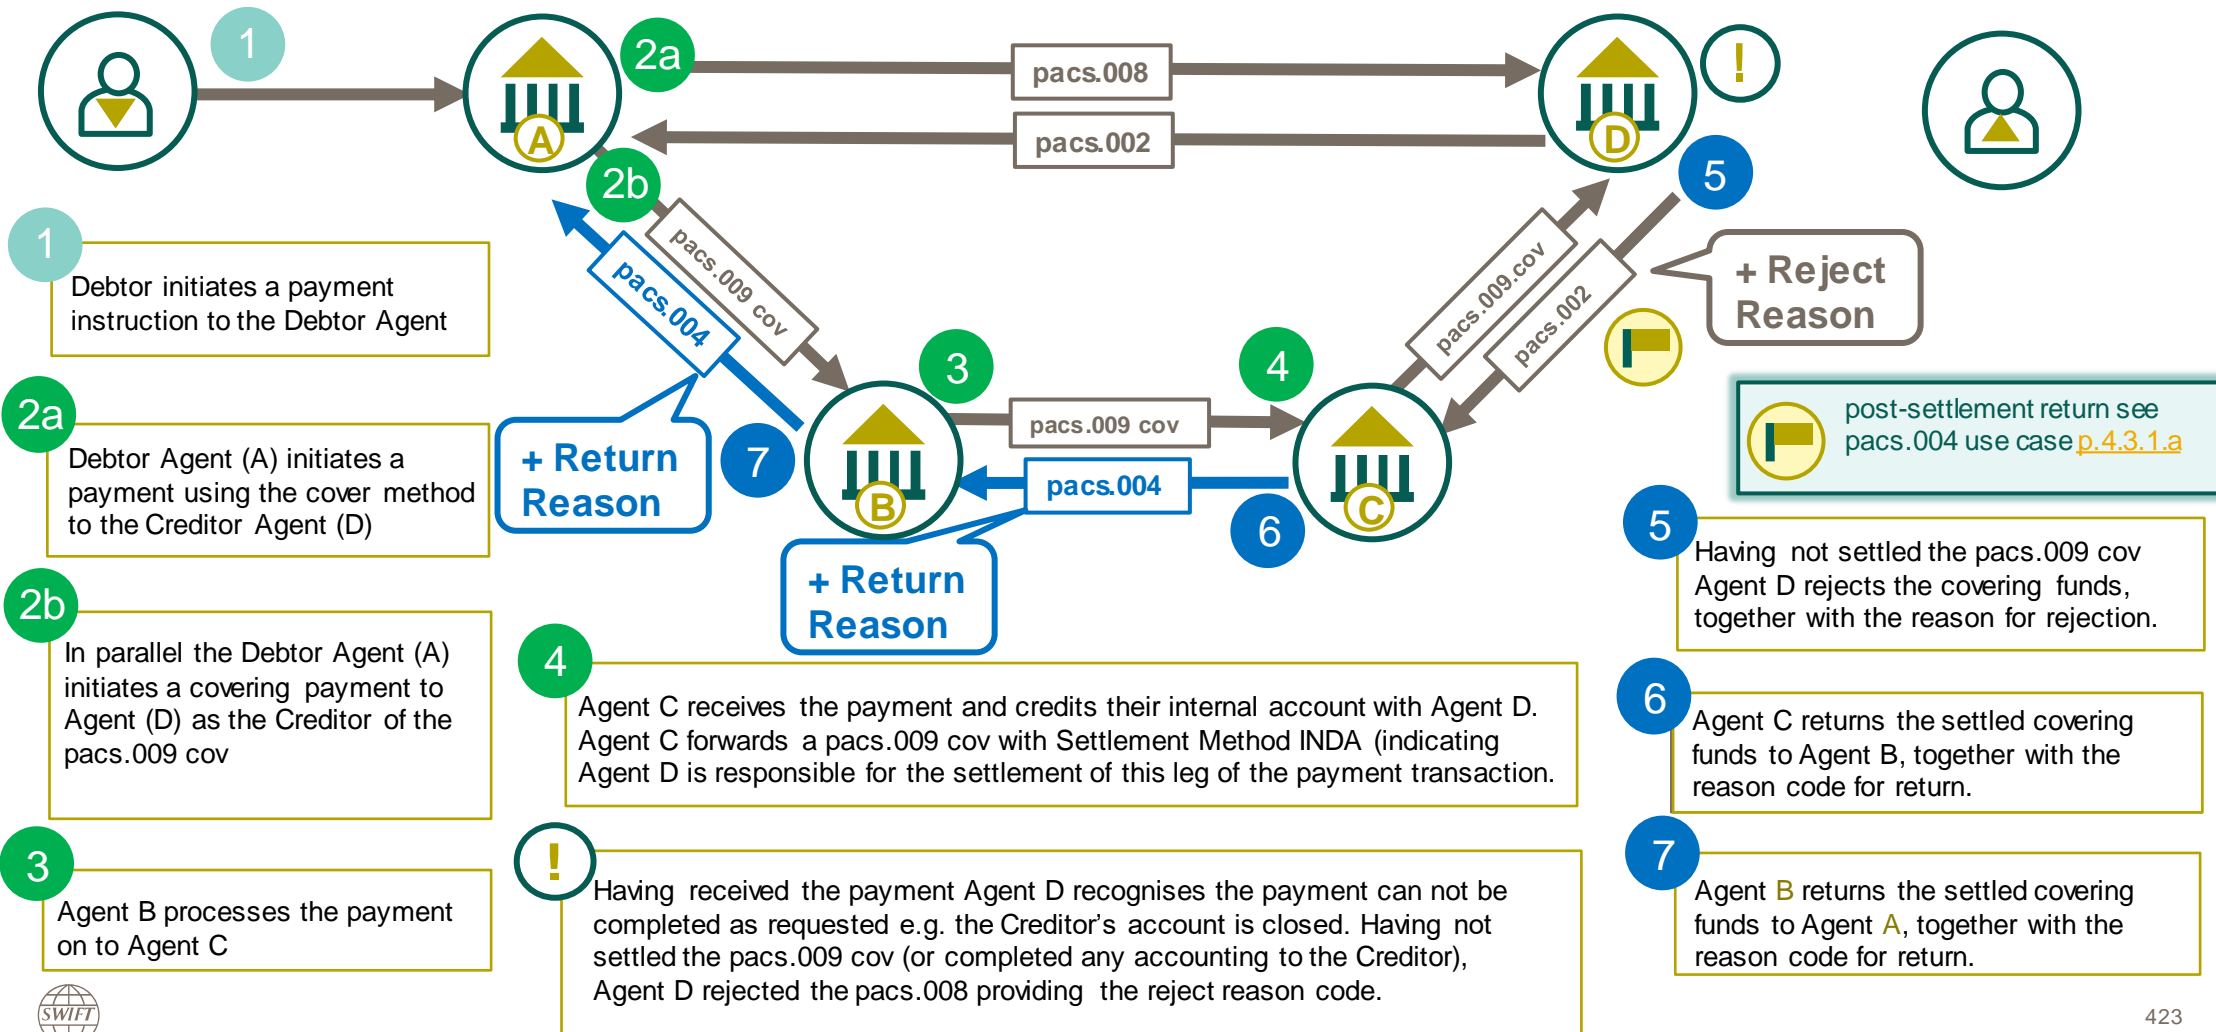 1
2a
pacs.008
!
A
D
pacs.002
2b
5
pacs.009 cov
pacs.004
pacs.009.cov
pacs.002
+ Reject
Reason
1
Debtor initiates a payment
instruction to the Debtor Agent
3
4
pacs.009 cov
+ Return
Reason
7
pacs.004
B
C
6
+ Return
Reason
post-settlement return see
pacs.004 use case p.4.3.1.a
2a
Debtor Agent (A) initiates a
payment using the cover method
to the Creditor Agent (D)
2b
In parallel the Debtor Agent (A)
initiates a covering payment to
Agent (D) as the Creditor of the
pacs.009 cov
3
Agent B processes the payment
on to Agent C
4
Agent C receives the payment and credits their internal account with Agent D.
Agent C forwards a pacs.009 cov with Settlement Method INDA (indicating
Agent D is responsible for the settlement of this leg of the payment transaction.
!
Having received the payment Agent D recognises the payment can not be
completed as requested e.g. the Creditor's account is closed. Having not
settled the pacs.009 cov (or completed any accounting to the Creditor),
Agent D rejected the pacs.008 providing the reject reason code.
5
Having not settled the pacs.009 cov
Agent D rejects the covering funds,
together with the reason for rejection.
6
Agent C returns the settled covering
funds to Agent B, together with the
reason code for return.
7
Agent B returns the settled covering
funds to Agent A, together with the
reason code for return.
SWIFT
423